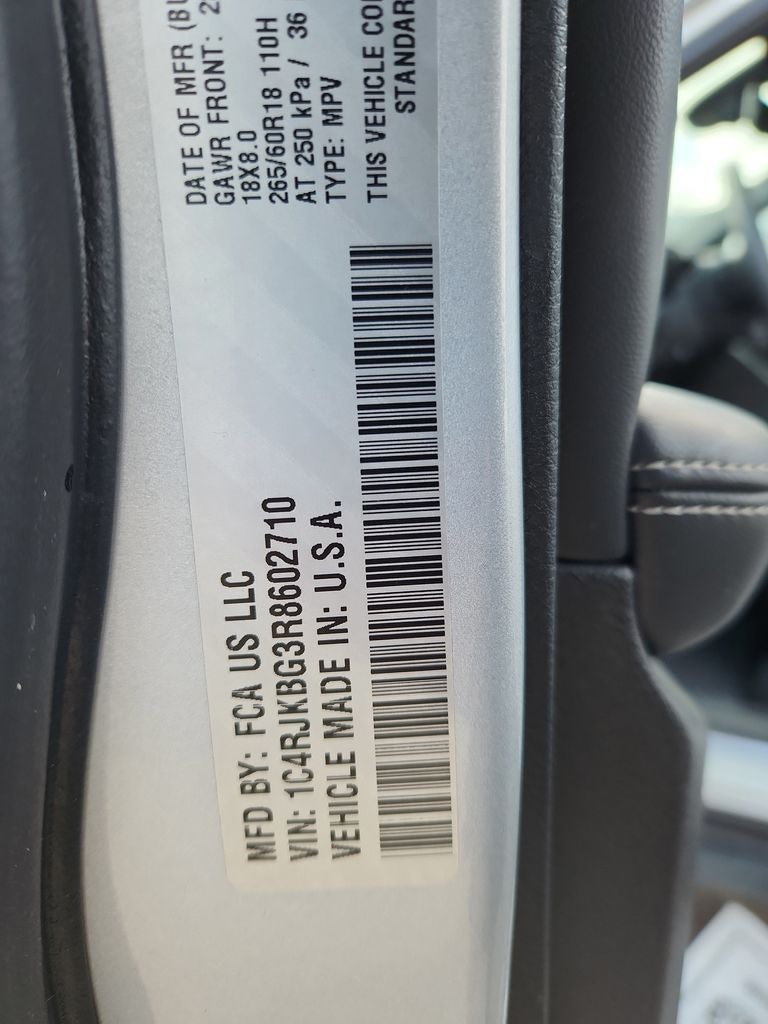 MFD BY: FCA US LLC
VIN: 1C4RJKBG3R8602710
VEHICLE MADE IN: U.S.A.
DATE OF MFR (BU
GAWR FRONT: 2
18X8.0
265/60R18 110H
AT 250 kPa / 36
TYPE: MPV
THIS VEHICLE CO
STANDAR